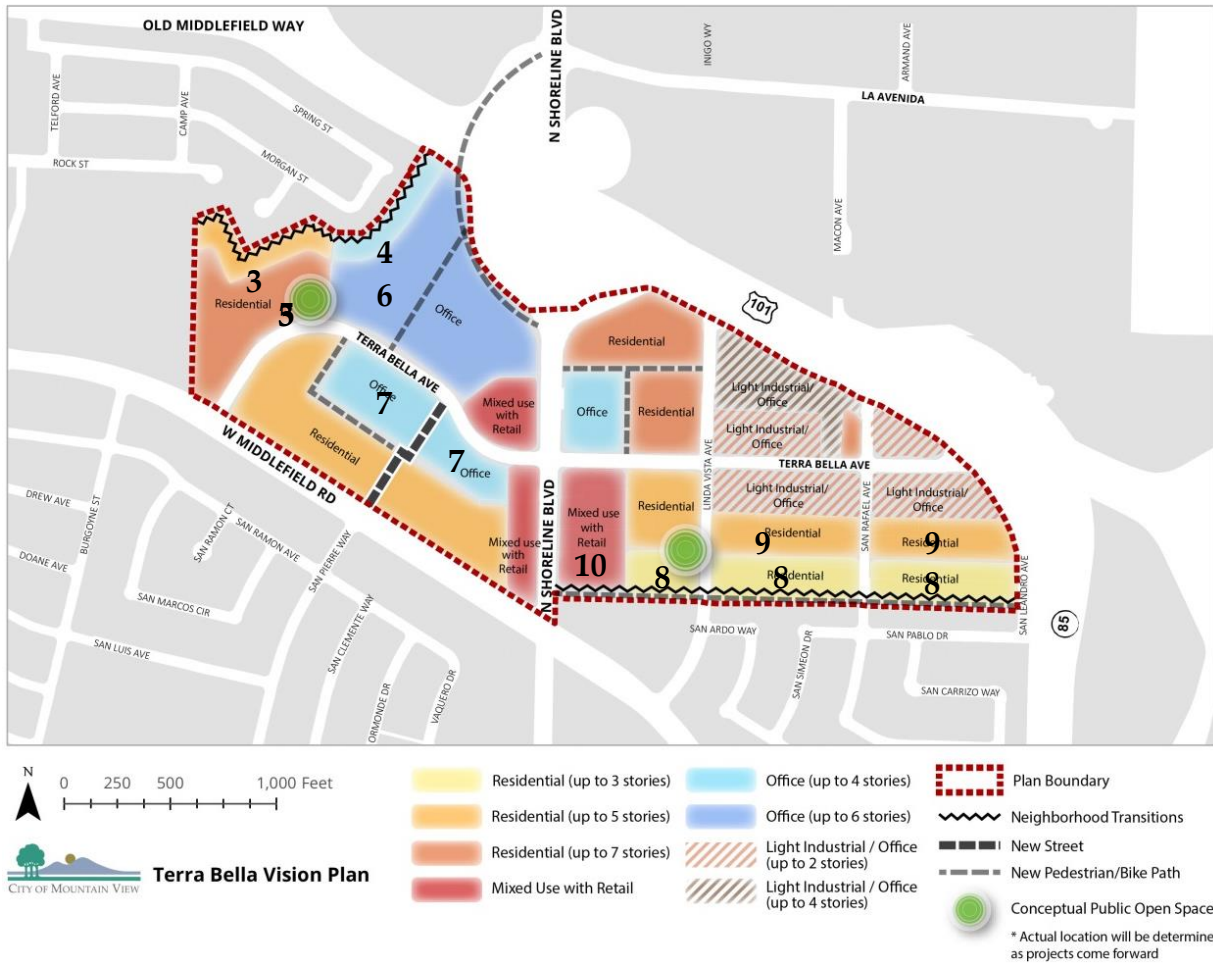 OLD MIDDLEFIELD WAY
N SHORELINE BLVD
INIGO WY
ARMAND AVE
LA AVENIDA
TELFORD AVE
CAMP AVE
SPRING ST
MORGAN ST
ROCK ST
MACON AVE
4
3
6
Residential
5
Office
101
TERRA BELLA AVE
Residential
Office
7
Mixed use
with
Retail
Office
Residential
Light Industrial/
Office
Light Industrial/
Office
Residential
W MIDDLEFIELD RD
7
Office
LINDA VISTA AVE
TERRA BELLA AVE
Light Industrial/
Office
Light Industrial/
Office
SAN RAFAEL AVE
Mixed use
with
Retail
N SHORELINE BLVD
Mixed use
with
Retail
10
Residential
Residential
9
Residential
9
8
Residential
8
Residential
8
SAN LEANDRO AVE
DREW AVE
BURGOYNE ST
SAN RAMON CT
SAN RAMON AVE
SAN PIERRE WAY
DOANE AVE
SAN MARCOS CIR
SAN LUIS AVE
SAN CLEMENTE WAY
ORMONDE DR
VAQUERO DR
SAN ARDO WAY
SAN SIMEON DR
SAN PABLO DR
SAN CARRIZO WAY
85
N
0 250 500 1,000 Feet
CITY OF MOUNTAIN VIEW
Terra Bella Vision Plan
Residential (up to 3 stories)
Residential (up to 5 stories)
Residential (up to 7 stories)
Mixed Use with Retail
Office (up to 4 stories)
Office (up to 6 stories)
Light Industrial / Office
(up to 2 stories)
Light Industrial / Office
(up to 4 stories)
Plan Boundary
Neighborhood Transitions
New Street
New Pedestrian/Bike Path
Conceptual Public Open Space
* Actual location will be determine
as projects come forward